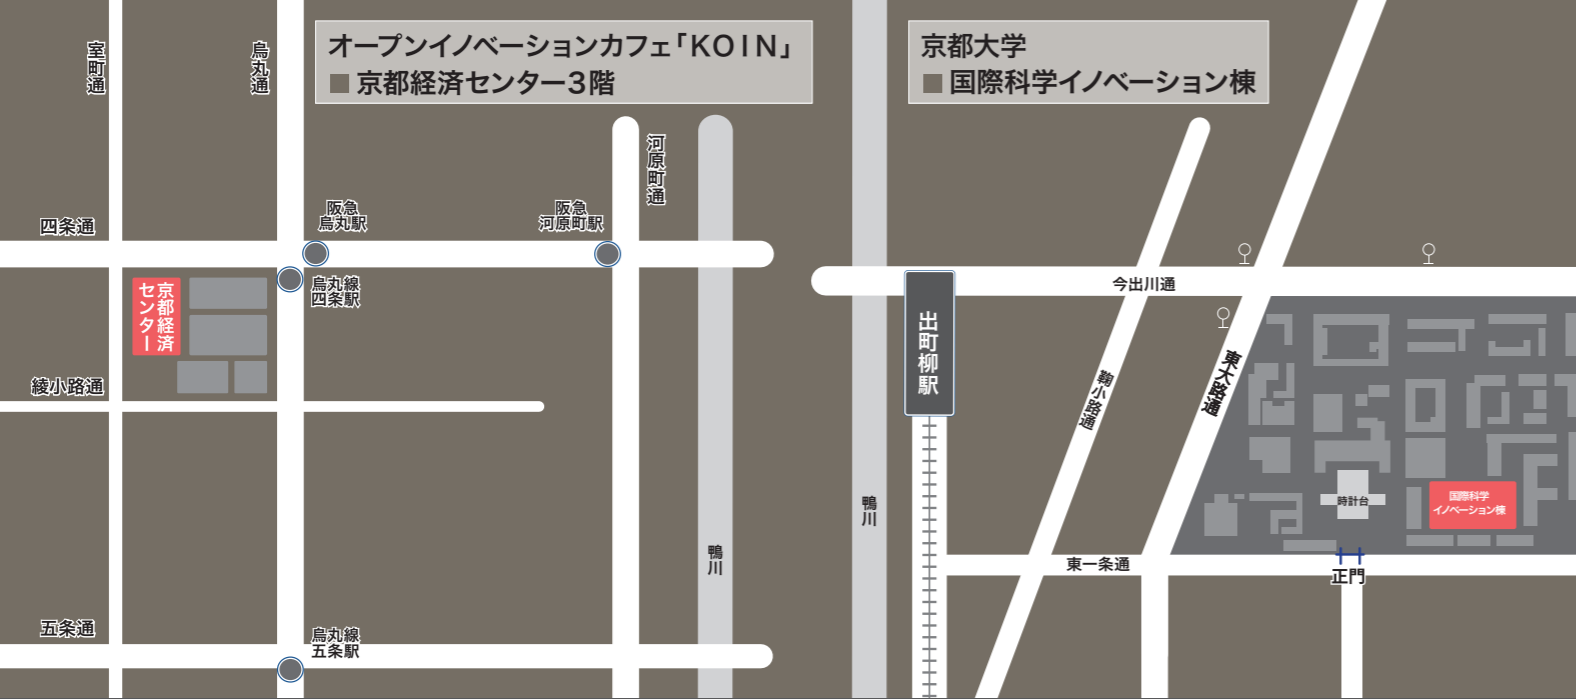 オープンイノベーションカフェ「KOIN」
■ 京都経済センター3階
室町通
烏丸通
河原町通
四条通
阪急
烏丸駅
阪急
河原町駅
烏丸線
四条駅
京都経済
センター
綾小路通
鴨川
五条通
烏丸線
五条駅
京都大学
■ 国際科学イノベーション棟
今出川通
出町柳駅
鞠小路通
東大路通
鴨川
時計台
国際科学
イノベーション棟
東一条通
正門